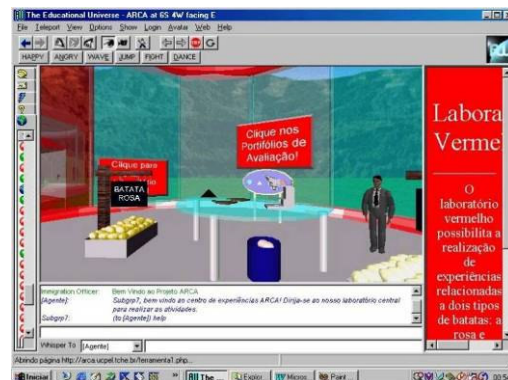 The Educational Universe - ARCA at 6S 4W facing E
File Teleport View Options Show Login Avatar Web Help
HAPPY ANGRY WAVE JUMP FIGHT DANCE
Clique nos
Portifólios de
Avaliação!
Clique para
BATATA
ROSA
Labora
Verme
O
laboratório
vermelho
possibilita a
realização
de
experiências
relacionadas
a dois tipos
de batatas: a
rosa e
Immigration Officer: Bem Vindo ao Projeto ARCA
[Agente]: Subgrp7, bem vindo ao centro de experiências ARCA! Dirija-se ao nosso laboratório central
para realizar as atividades.
Subgrp7: (to [Agente]) help
Whisper To [Agente]
Abrindo página http://arca.ucpel.tche.br/ferramenta1.php...
Iniciar The ... Explor Micros Paint